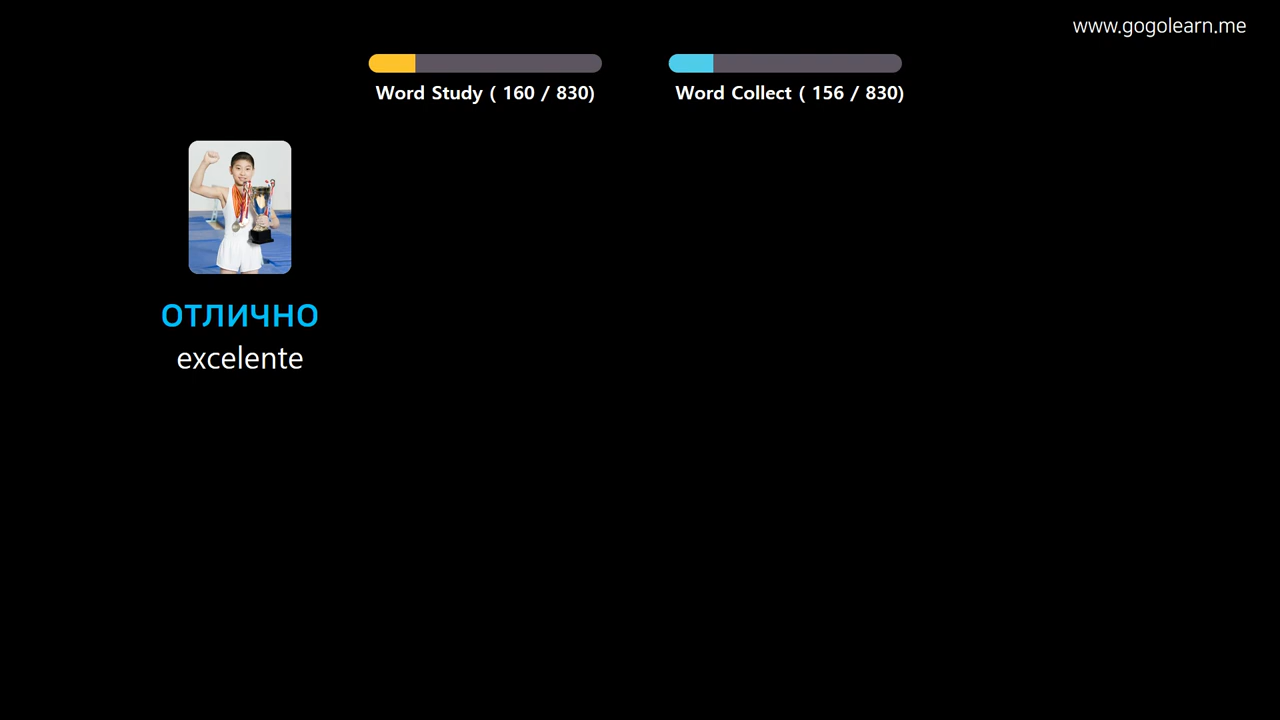 www.gogolearn.me
Word Study ( 160 / 830)
Word Collect ( 156 / 830)
отлично
excelente